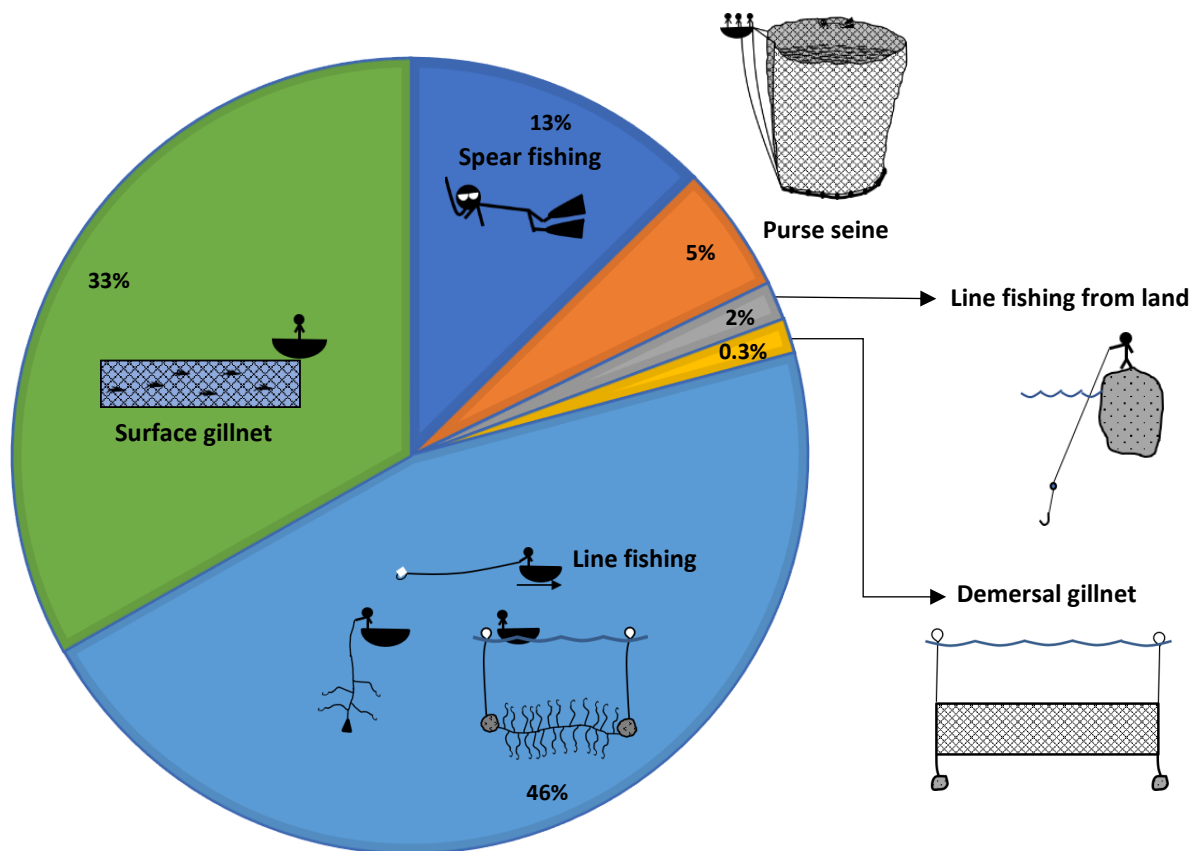 13%
Spear fishing
Purse seine
5%
33%
Line fishing from land
2%
0.3%
Surface gillnet
Line fishing
Demersal gillnet
46%